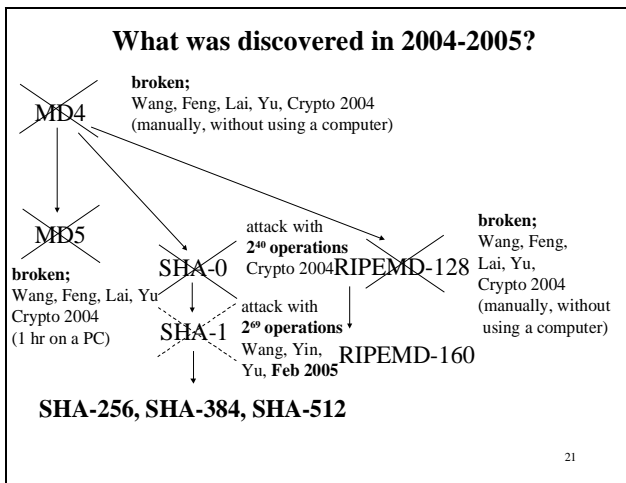 What was discovered in 2004-2005?
broken;
Wang, Feng, Lai, Yu, Crypto 2004
(manually, without using a computer)
MD4
MD5
broken;
Wang, Feng, Lai, Yu
Crypto 2004
(1 hr on a PC)
SHA-0
attack with
2⁴⁰ operations
Crypto 2004
RIPEMD-128
broken;
Wang, Feng,
Lai, Yu,
Crypto 2004
(manually, without
using a computer)
SHA-1
attack with
2⁶⁹ operations
Wang, Yin,
Yu, Feb 2005
RIPEMD-160
SHA-256, SHA-384, SHA-512
21